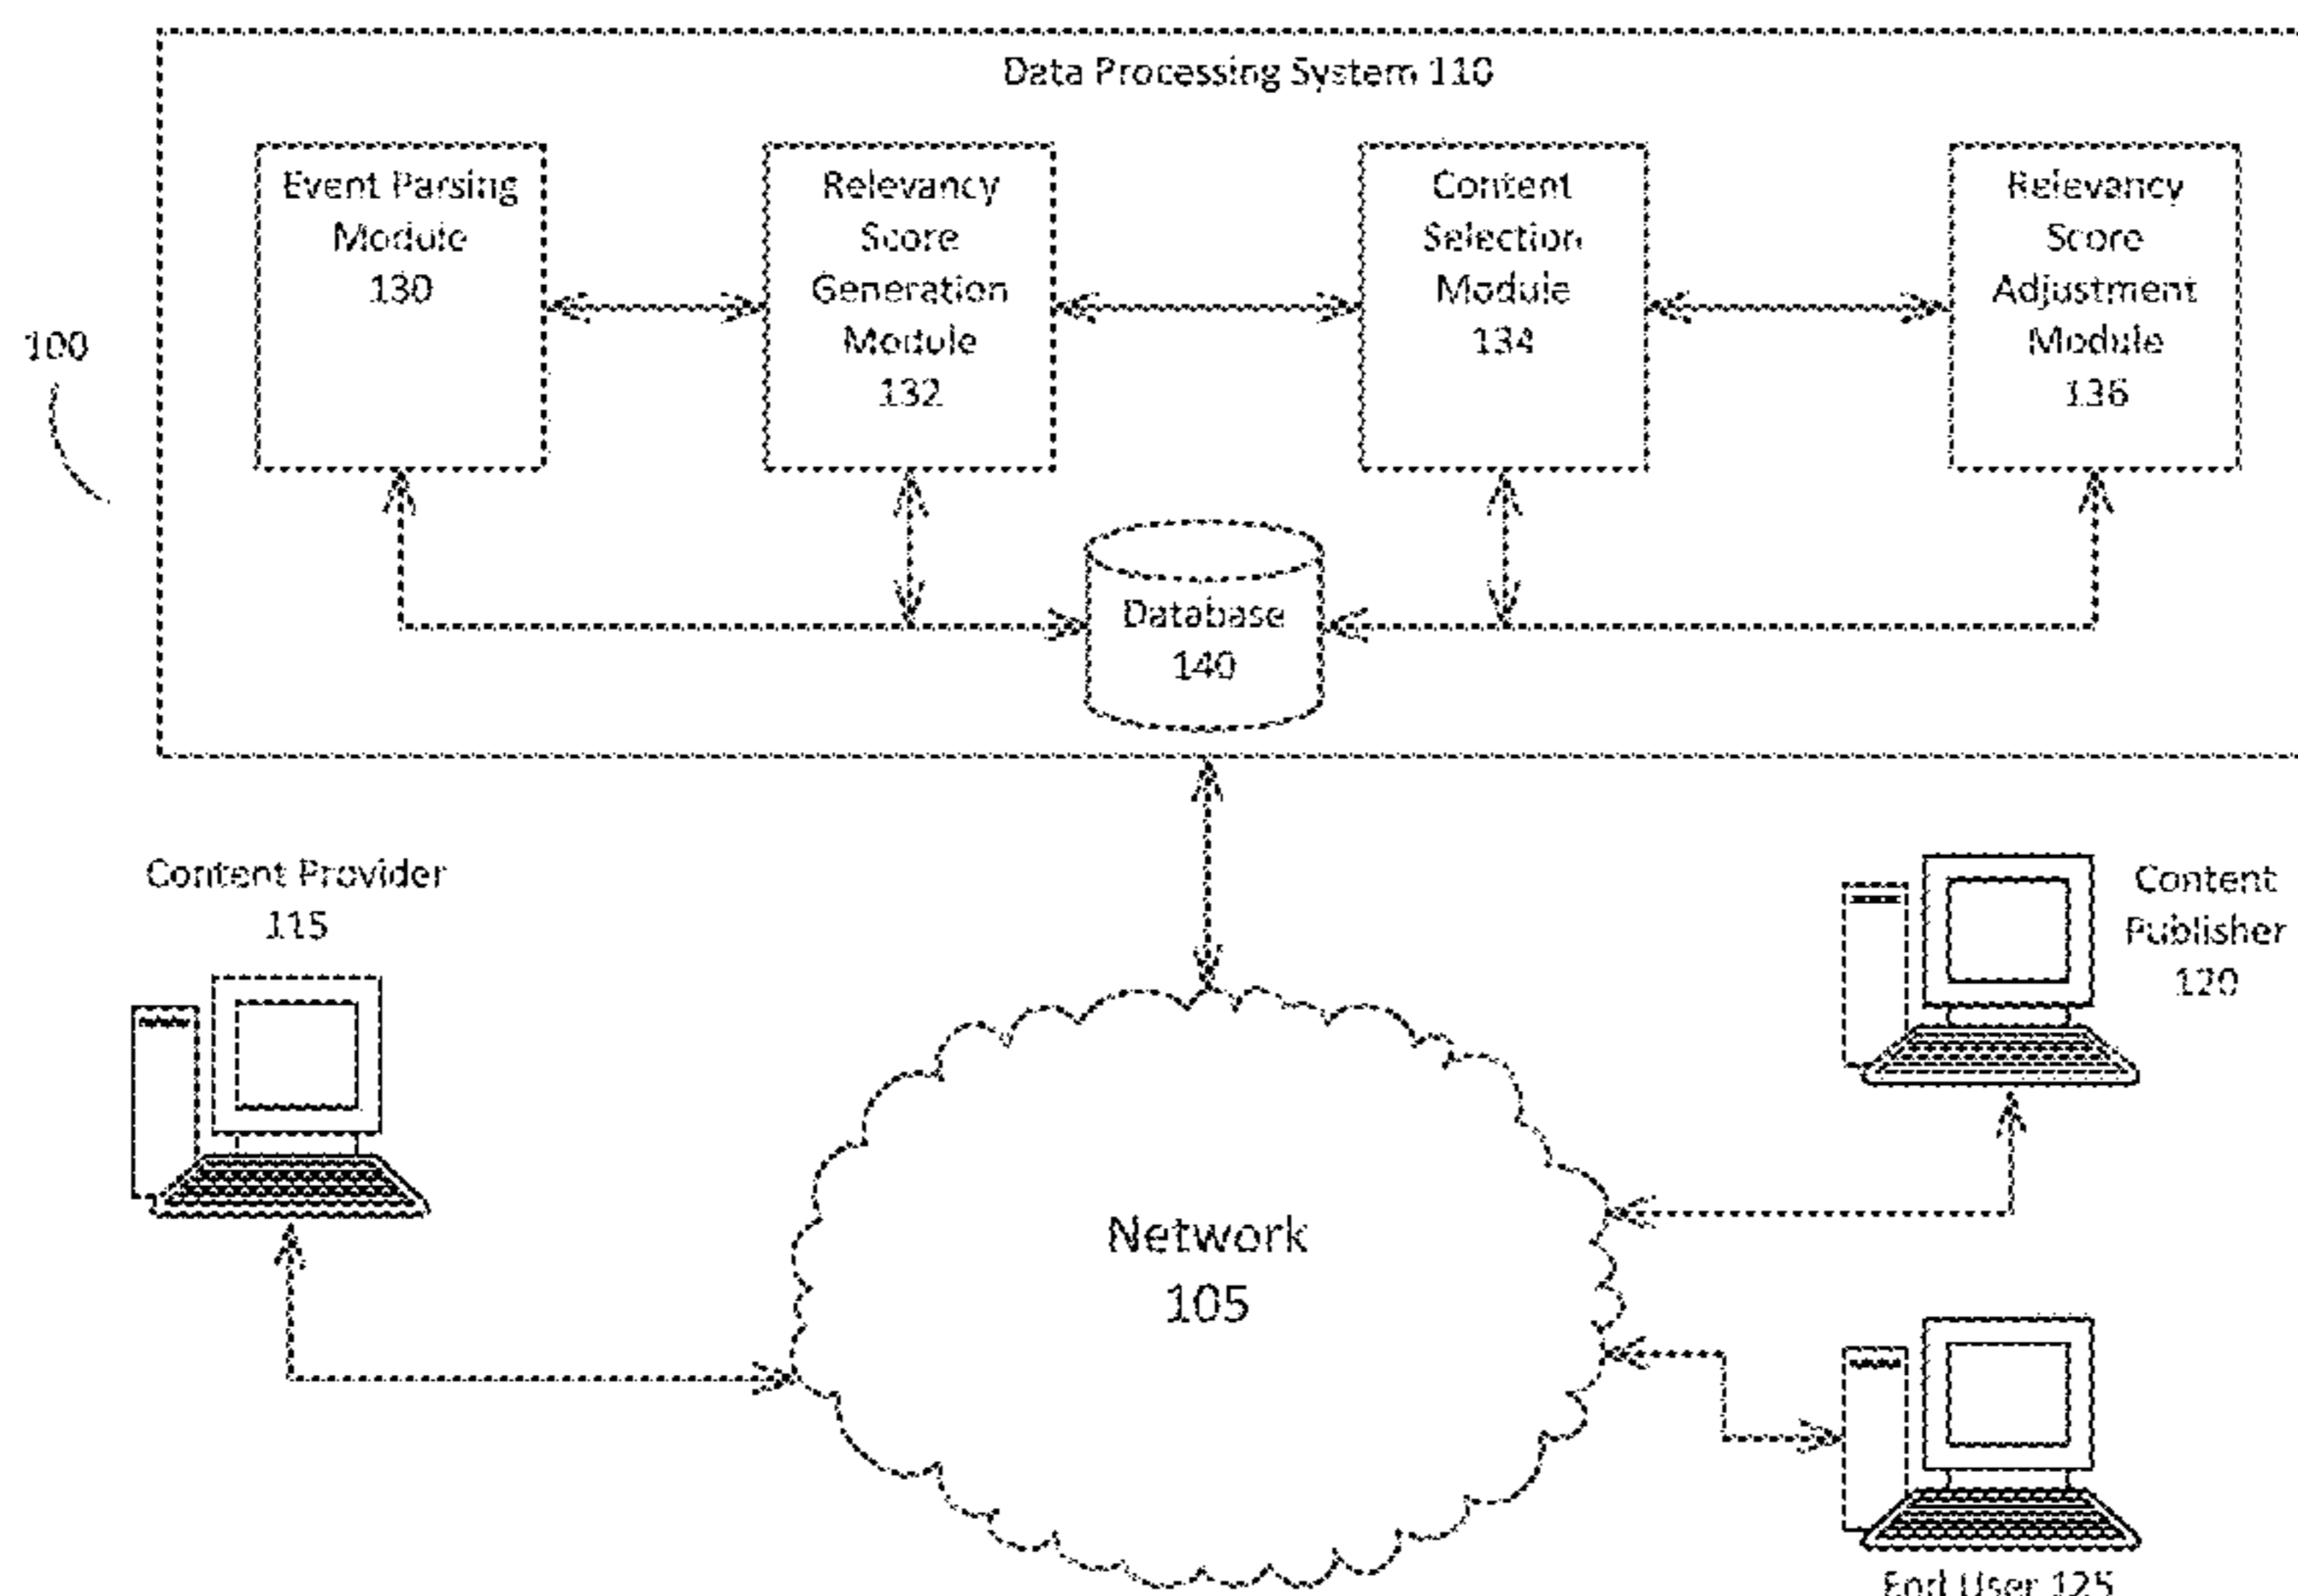 Data Processing System 110
Event Parsing
Module
130
Relevancy
Score
Generation
Module
132
Content
Selection
Module
134
Relevancy
Score
Adjustment
Module
136
100
Database
140
Content Provider
115
Content
Publisher
120
Network
105
End User 125